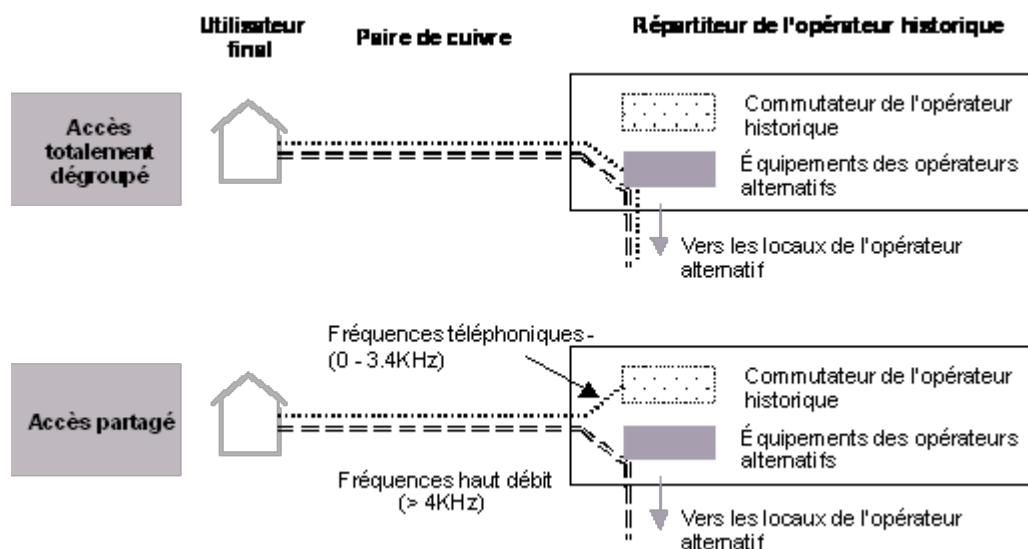 Utilisateur
final
Paire de cuivre
Répartiteur de l'opérateur historique
Accès
totalement
dégroupé
Commutateur de l'opérateur
historique
Équipements des opérateurs
alternatifs
Vers les locaux de l'opérateur
alternatif
Fréquences téléphoniques-
(0 - 3.4KHz)
Accès partagé
Commutateur de l'opérateur
historique
Équipements des opérateurs
alternatifs
Fréquences haut débit
(> 4KHz)
Vers les locaux de l'opérateur
alternatif